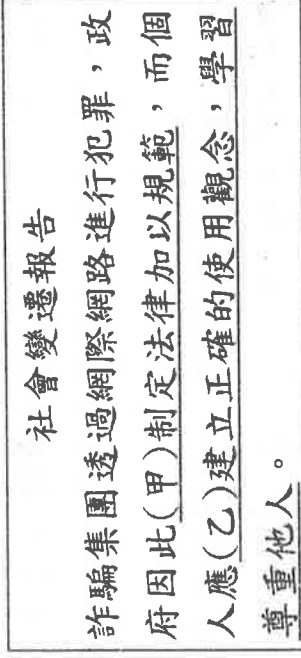 社會變遷報告
詐騙集團透過網際網路進行犯罪，政
府因此(甲)制定法律加以規範，而個
人應(乙)建立正確的使用觀念，學習
尊重他人。